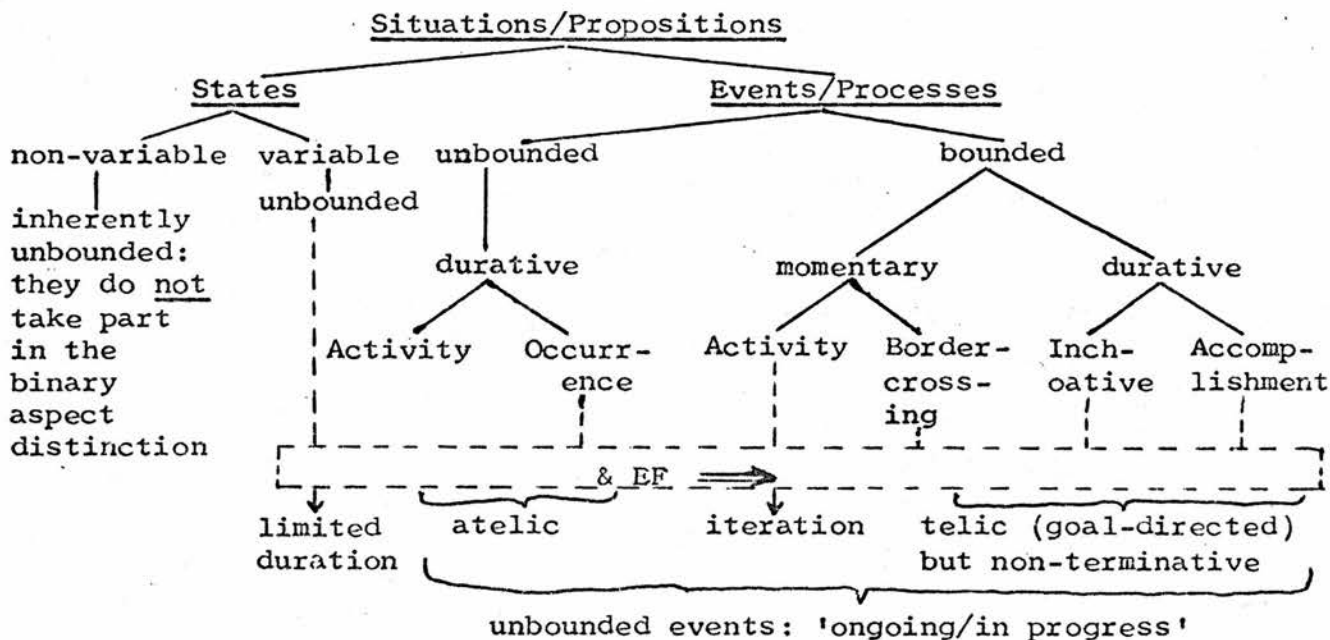 Situations/Propositions
States Events/Processes
non-variable variable unbounded bounded
unbounded
inherently
unbounded:
they do not
take part
in the
binary
aspect
distinction
durative momentary durative
Activity Occurr-
ence
Activity Border-
cross-
ing
Inch-
oative
Accomp-
lishment
& EF
limited
duration
atelic
iteration
telic (goal-directed)
but non-terminative
unbounded events: 'ongoing/in progress'